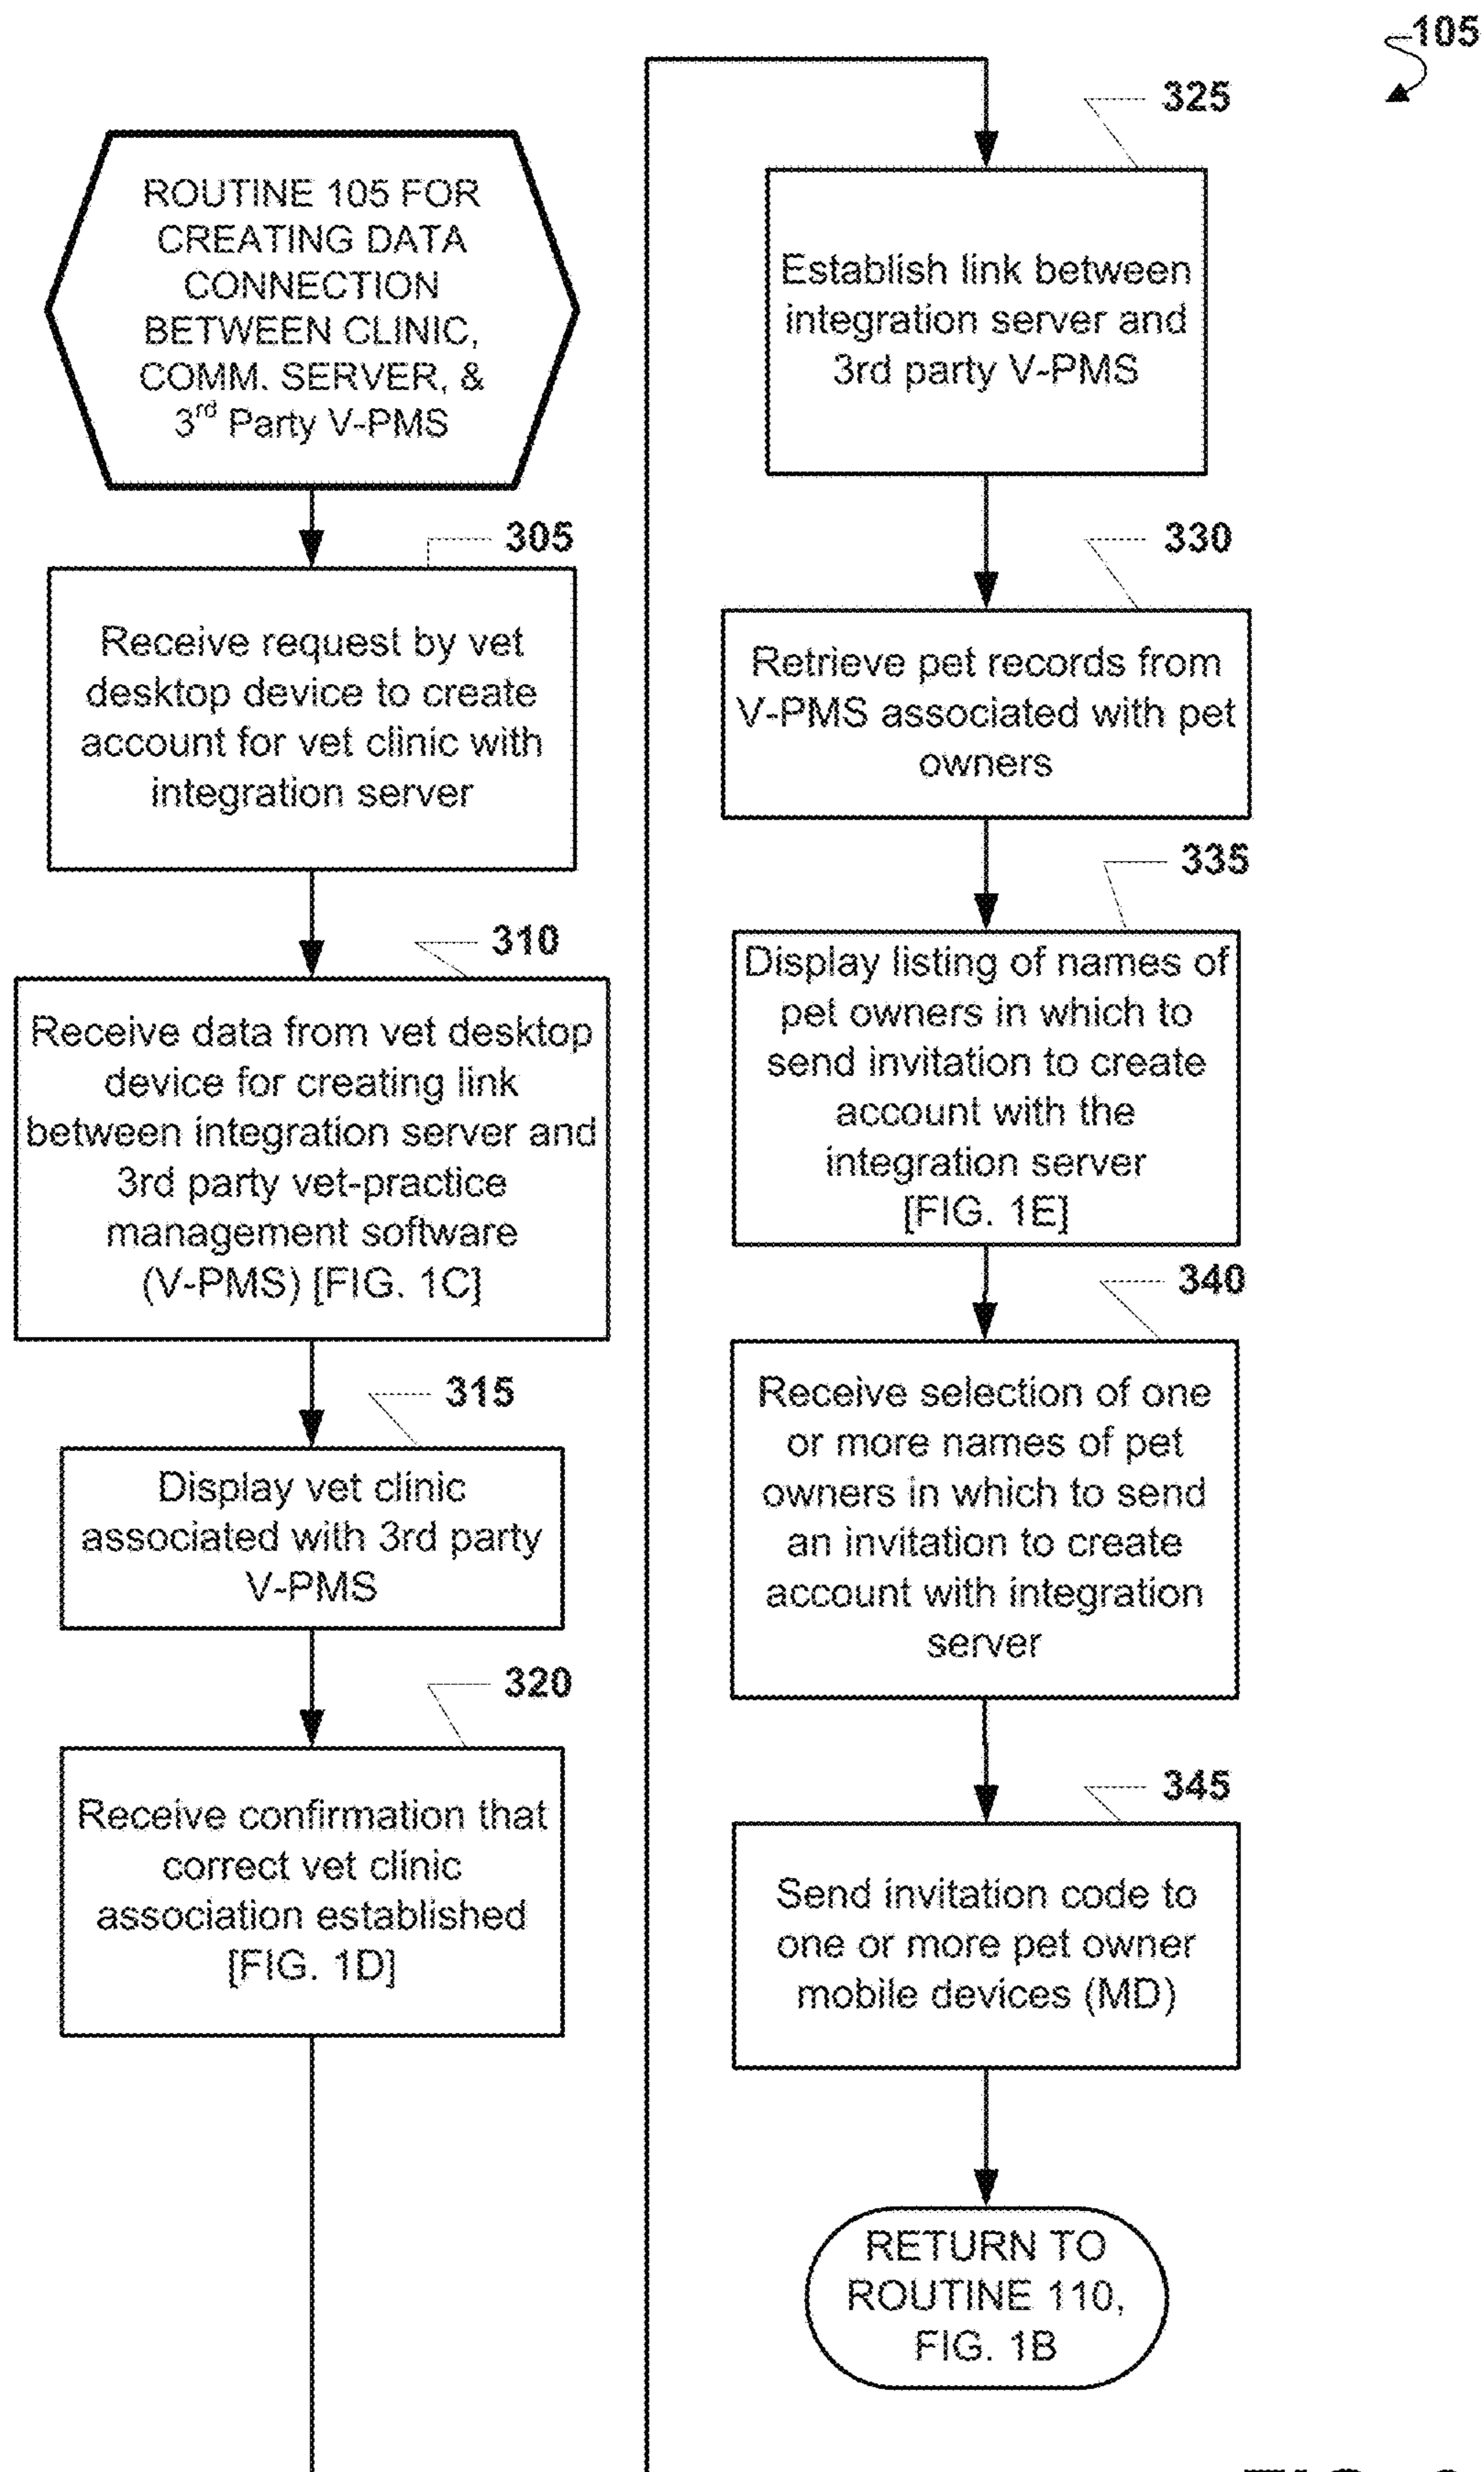 105
ROUTINE 105 FOR
CREATING DATA
CONNECTION
BETWEEN CLINIC,
COMM. SERVER, &
3rd Party V-PMS
305
Receive request by vet
desktop device to create
account for vet clinic with
integration server
310
Receive data from vet desktop
device for creating link
between integration server and
3rd party vet-practice
management software
(V-PMS) [FIG. 1C]
315
Display vet clinic
associated with 3rd party
V-PMS
320
Receive confirmation that
correct vet clinic
association established
[FIG. 1D]
325
Establish link between
integration server and
3rd party V-PMS
330
Retrieve pet records from
V-PMS associated with pet
owners
335
Display listing of names of
pet owners in which to
send invitation to create
account with the
integration server
[FIG. 1E]
340
Receive selection of one
or more names of pet
owners in which to send
an invitation to create
account with integration
server
345
Send invitation code to
one or more pet owner
mobile devices (MD)
RETURN TO
ROUTINE 110,
FIG. 1B